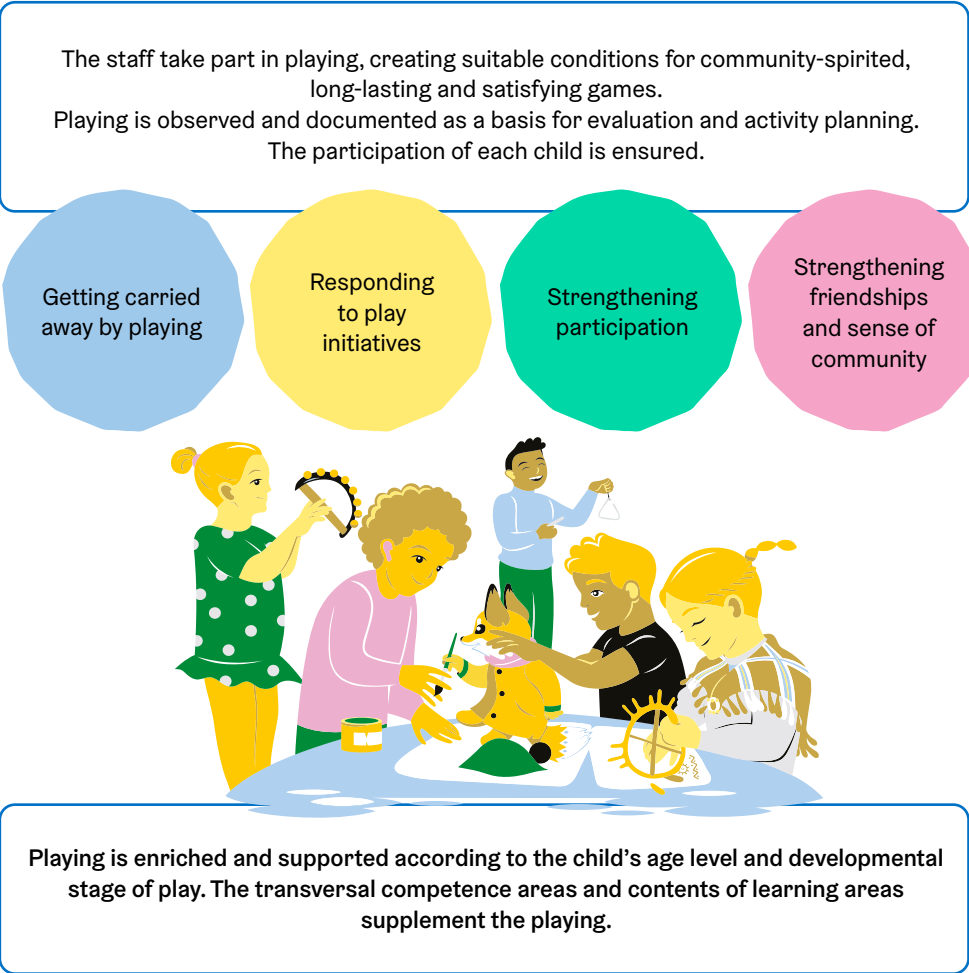 The staff take part in playing, creating suitable conditions for community-spirited,
long-lasting and satisfying games.
Playing is observed and documented as a basis for evaluation and activity planning.
The participation of each child is ensured.
Getting carried
away by playing
Responding
to play
initiatives
Strengthening
participation
Strengthening
friendships
and sense of
community
Playing is enriched and supported according to the child’s age level and developmental
stage of play. The transversal competence areas and contents of learning areas
supplement the playing.